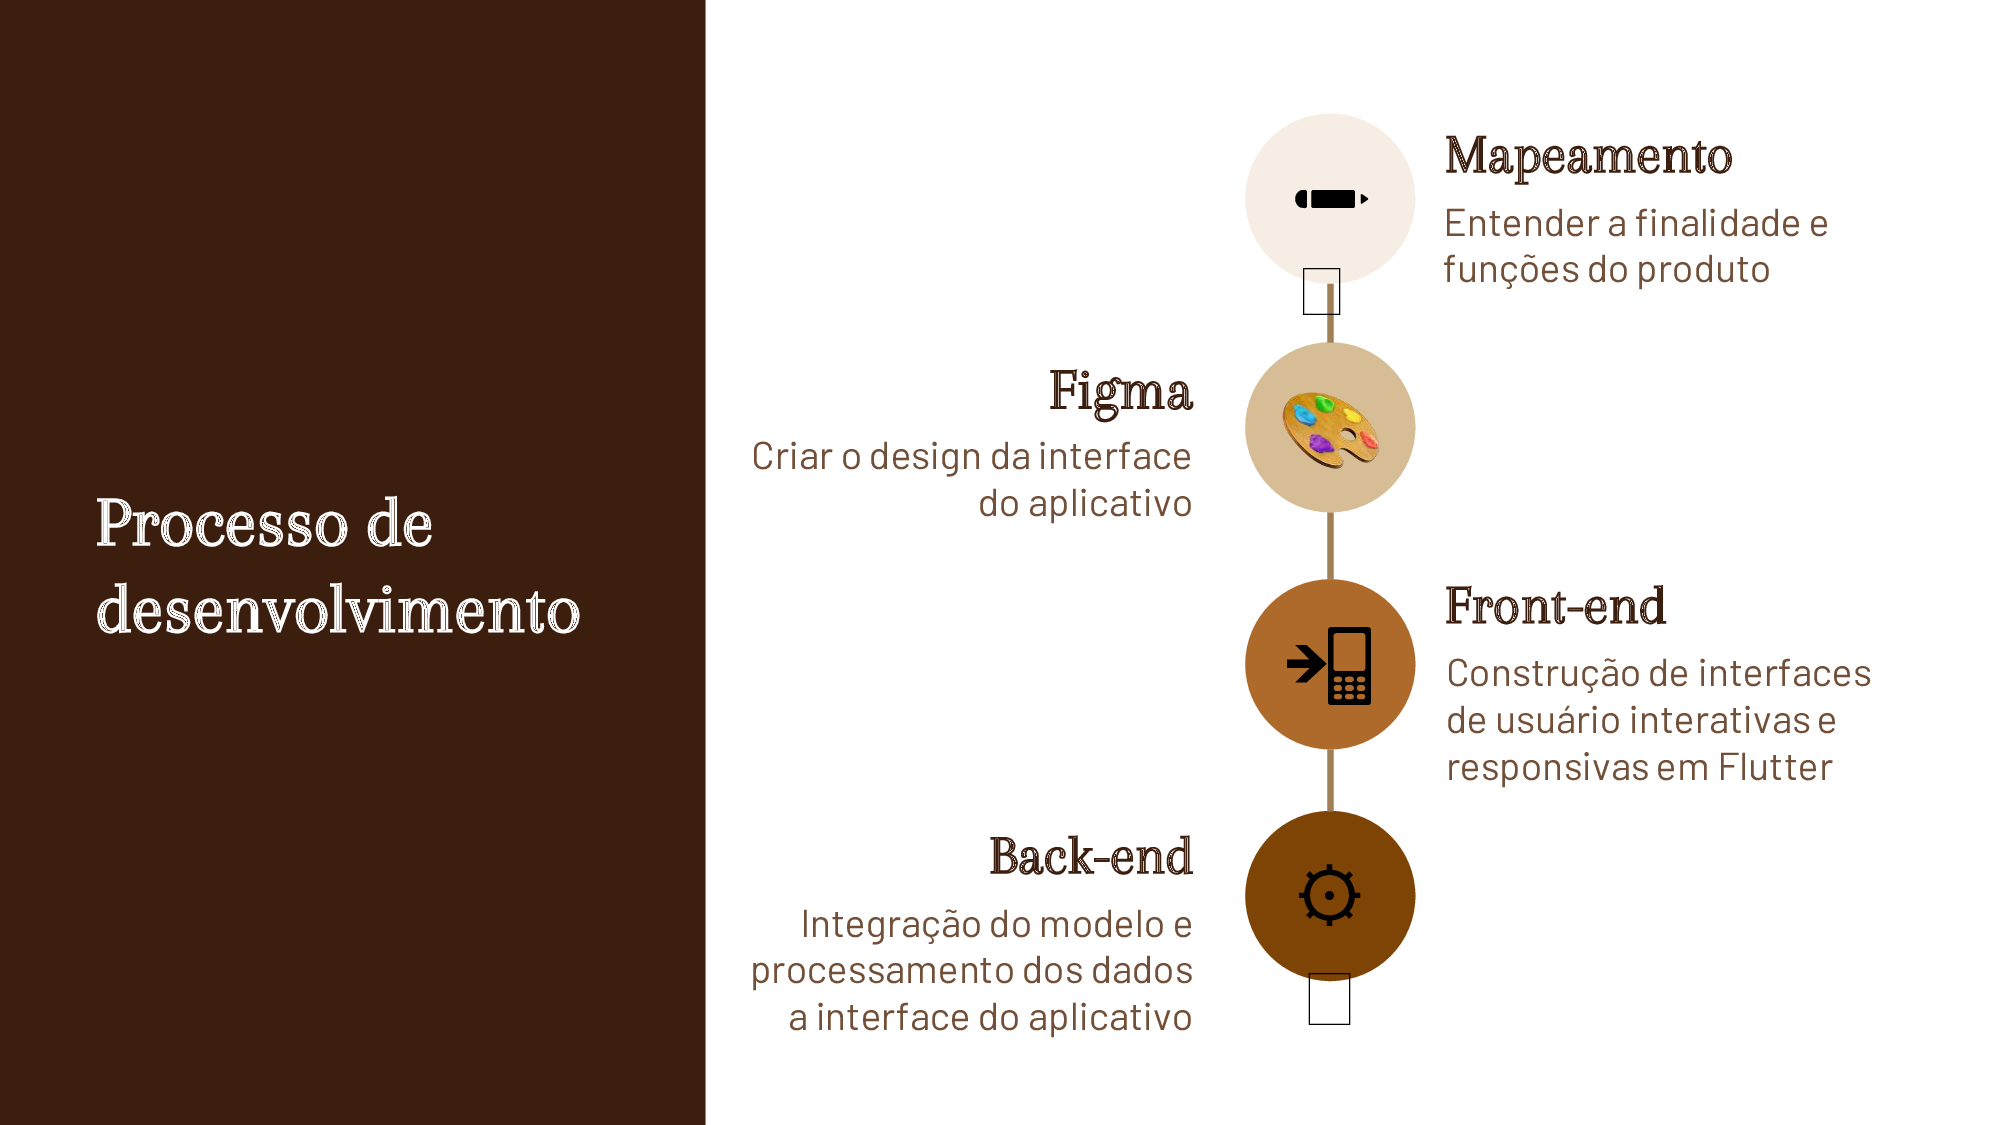 Processo de
desenvolvimento
Mapeamento
Entender a finalidade e
funções do produto
Figma
Criar o design da interface
do aplicativo
Front-end
Construção de interfaces
de usuário interativas e
responsivas em Flutter
Back-end
Integração do modelo e
processamento dos dados
a interface do aplicativo